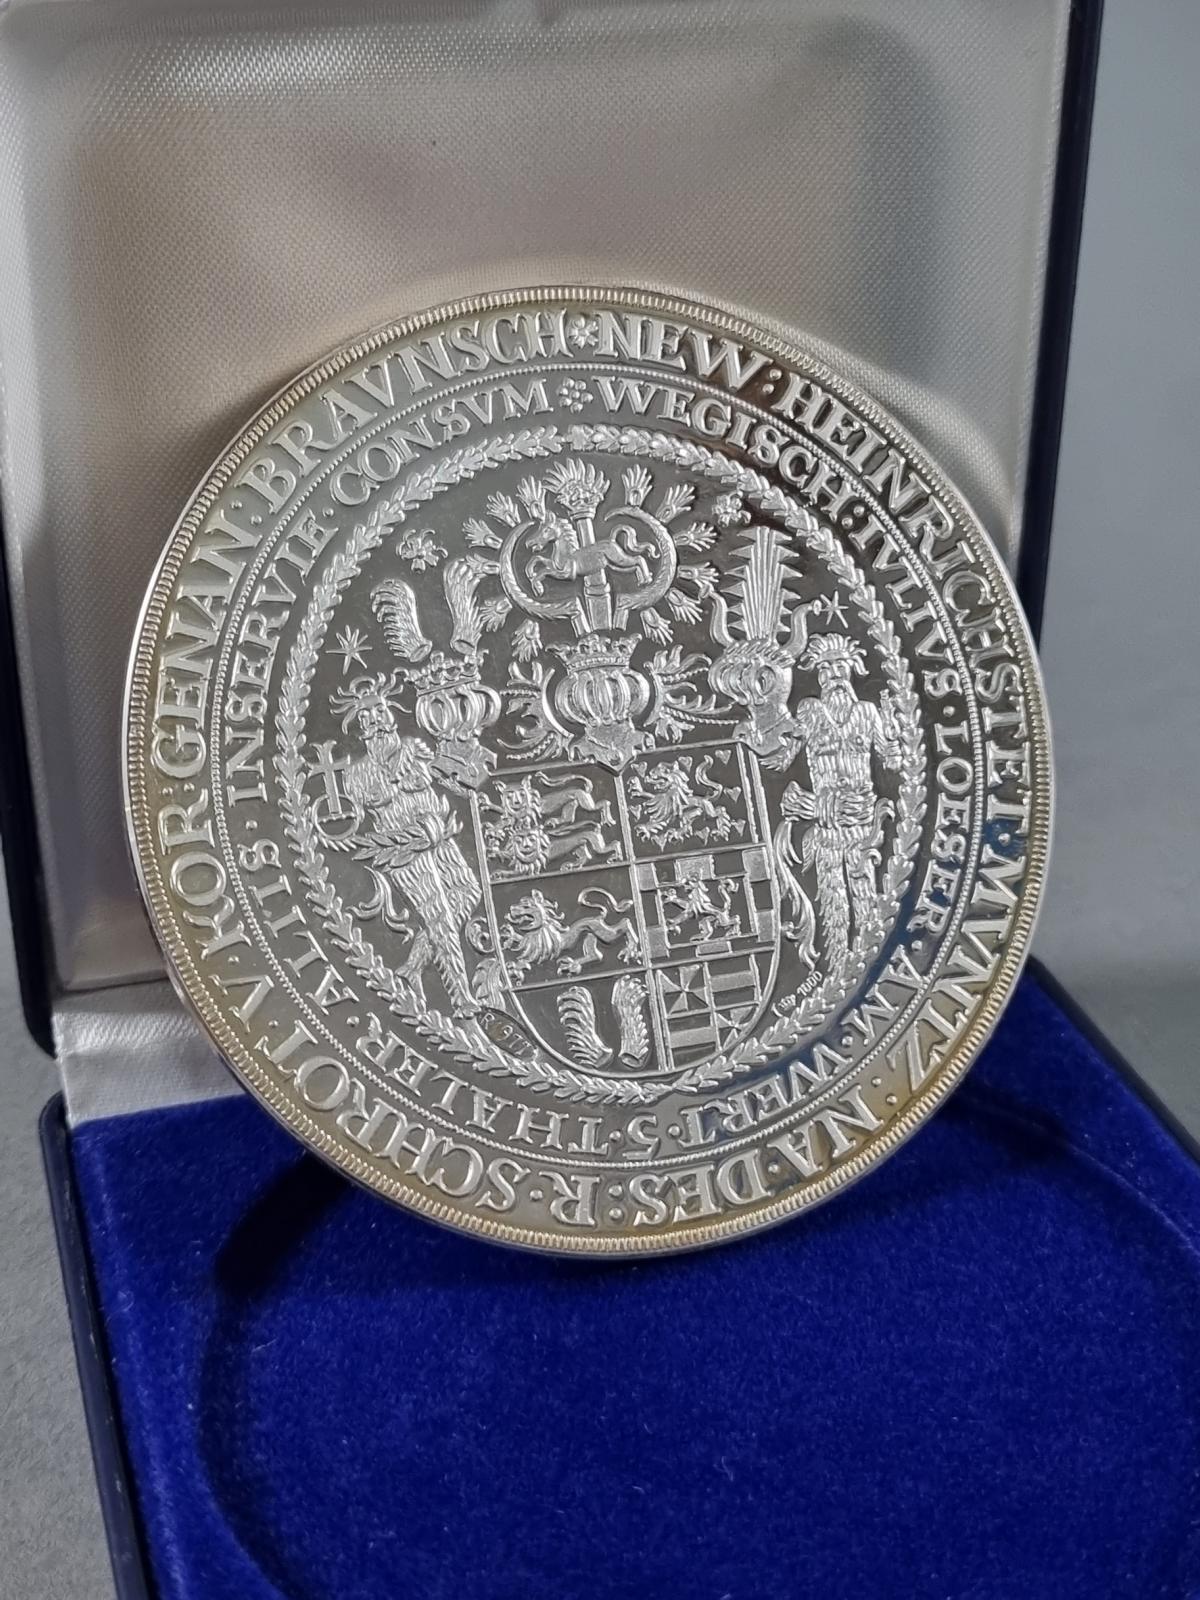 NEW : HEINRICHSTET · MVNTZ : NA · DES : R · SCHROT · V · KOR : GENAN : BRAVNSCH
WEGISCH : IVLIVS · LOESER · AM · WERT · 5 · THALER · ALIIS · INSERVIE · CONSVM